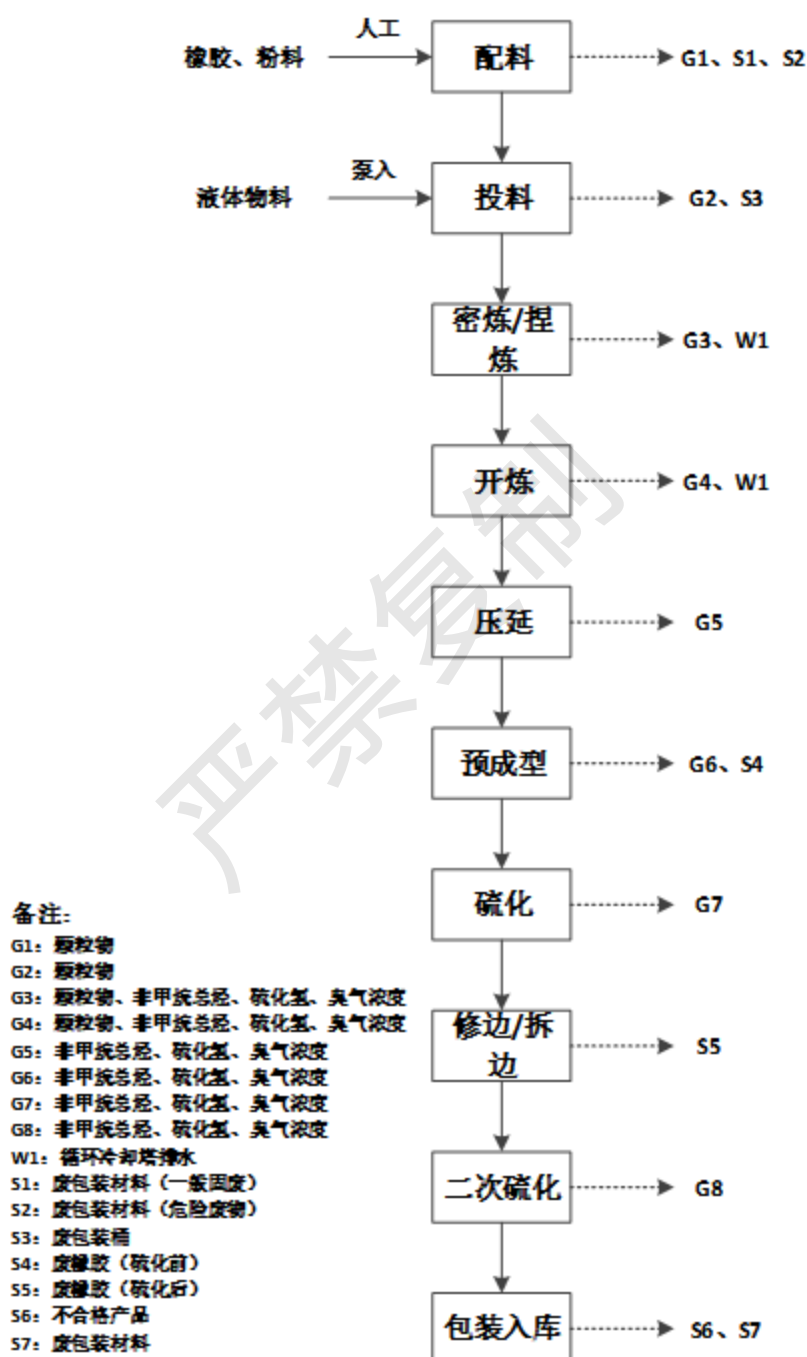 人工
橡胶、粉料
配料
G1、S1、S2
泵入
液体物料
投料
G2、S3
密炼/捏
炼
G3、W1
开炼
G4、W1
压延
G5
预成型
G6、S4
硫化
G7
修边/拆
边
S5
二次硫化
G8
包装入库
S6、S7
备注:
G1: 颗粒物
G2: 颗粒物
G3: 颗粒物、非甲烷总烃、硫化氢、臭气浓度
G4: 颗粒物、非甲烷总烃、硫化氢、臭气浓度
G5: 非甲烷总烃、硫化氢、臭气浓度
G6: 非甲烷总烃、硫化氢、臭气浓度
G7: 非甲烷总烃、硫化氢、臭气浓度
G8: 非甲烷总烃、硫化氢、臭气浓度
W1: 循环冷却塔排水
S1: 废包装材料（一般固废）
S2: 废包装材料（危险废物）
S3: 废包装桶
S4: 废橡胶（硫化前）
S5: 废橡胶（硫化后）
S6: 不合格产品
S7: 废包装材料
严禁复制